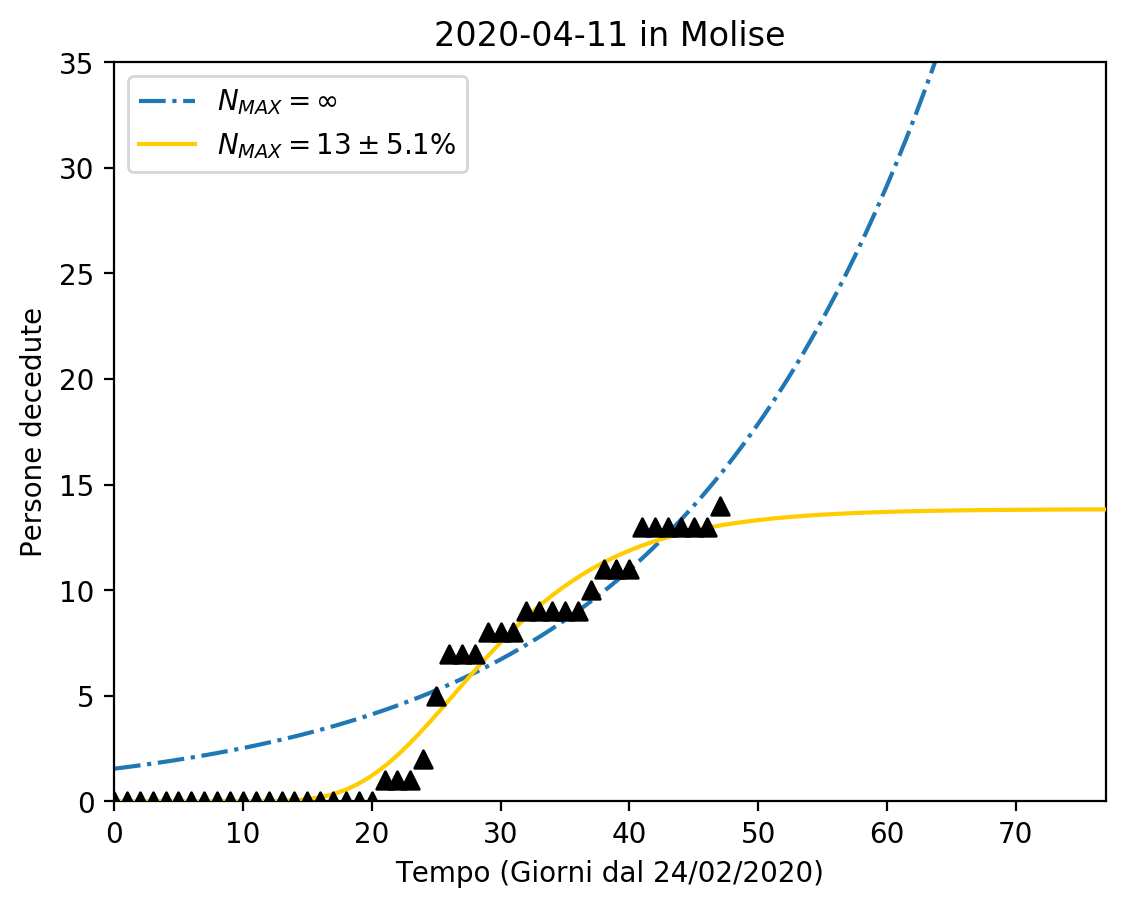 2020-04-11 in Molise
N_MAX = ∞
N_MAX = 13 ± 5.1%
Persone decedute
35
30
25
20
15
10
5
0
0 10 20 30 40 50 60 70
Tempo (Giorni dal 24/02/2020)